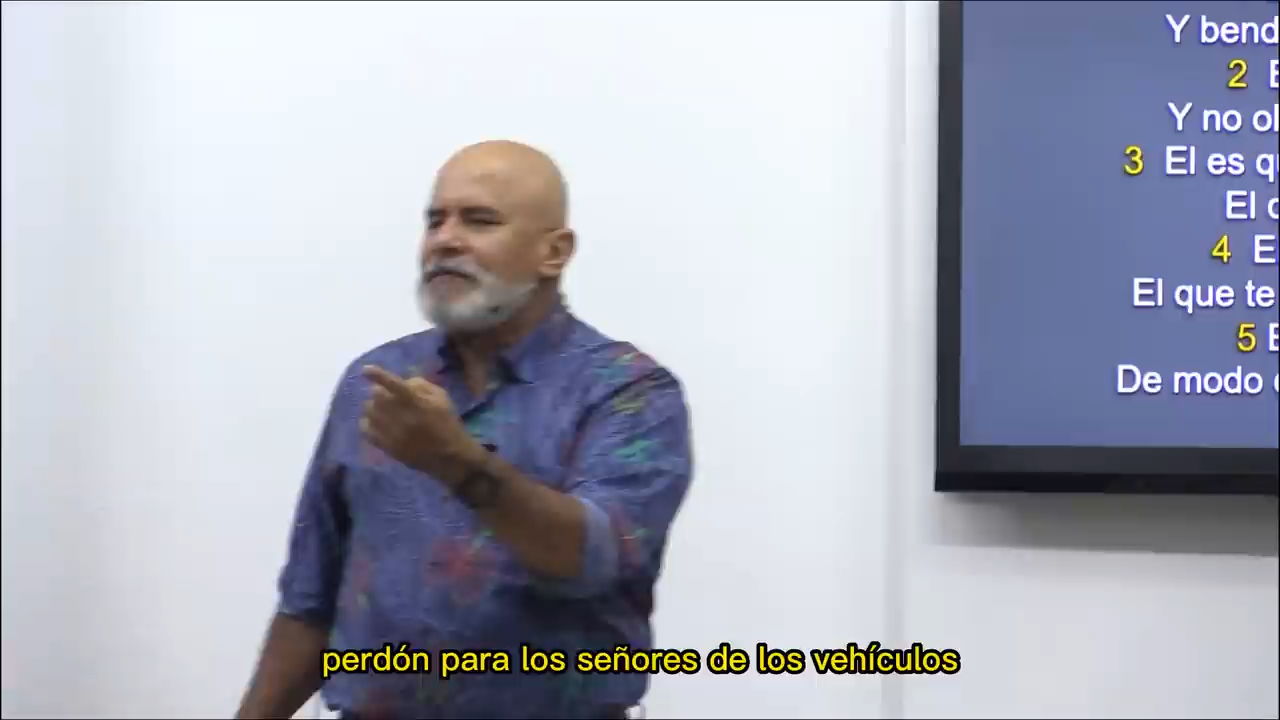 Y bend
2 E
Y no ol
3 El es q
El
4 E
El que te
5 E
De modo
perdón para los señores de los vehículos